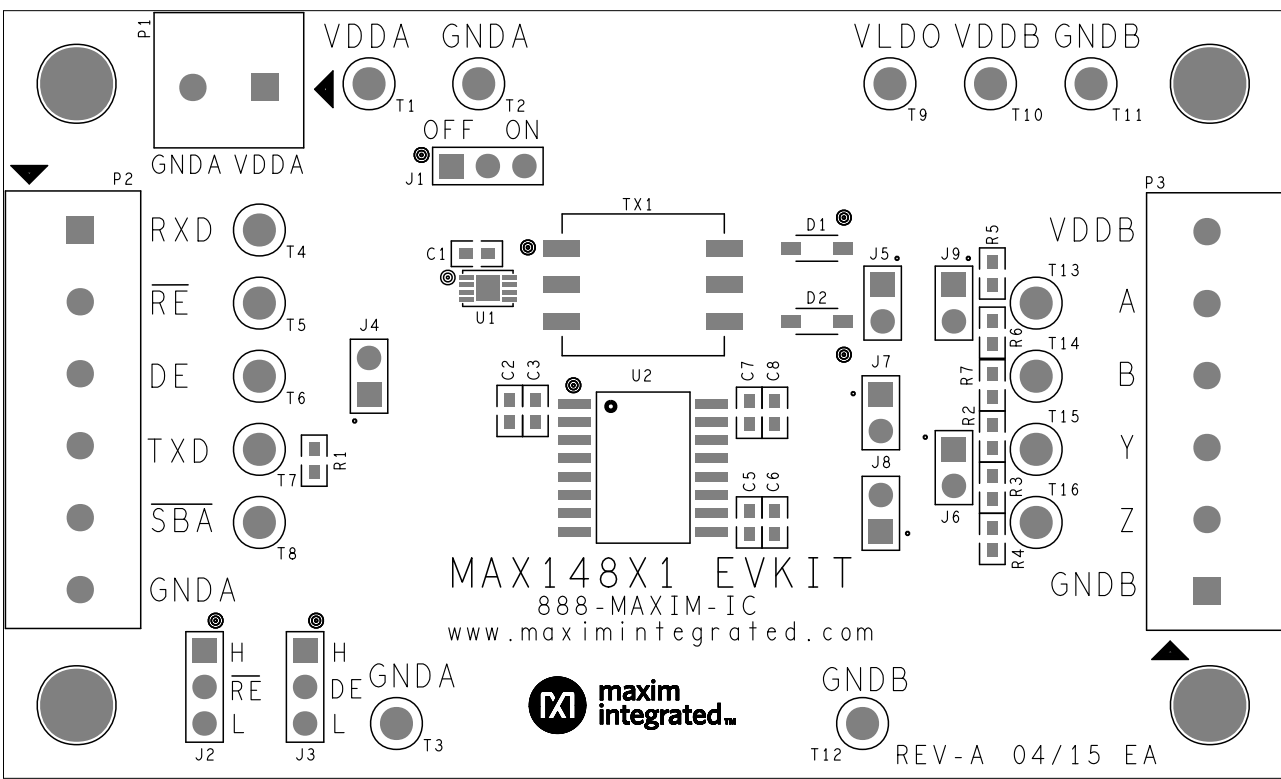 P1
VDDA GNDA
VLDO VDDB GNDB
T1 T2
T9 T10 T11
OFF ON
J1
GNDA VDDA
P2
P3
RXD T4
RE T5
DE T6
TXD T7
SBA T8
GNDA
J4
R1
C1
U1
TX1
D1
D2
C2 C3
U2
C7 C8
C5 C6
J5
J9
R5
J7
J8
J6
R6
R7
R2
R3
R4
T13
T14
T15
T16
VDDB
A
B
Y
Z
GNDB
MAX148X1 EVKIT
888-MAXIM-IC
www.maximintegrated.com
H
RE
L
J2
H
DE
L
J3
GNDA
T3
maxim
integrated™
GNDB
T12
REV-A 04/15 EA